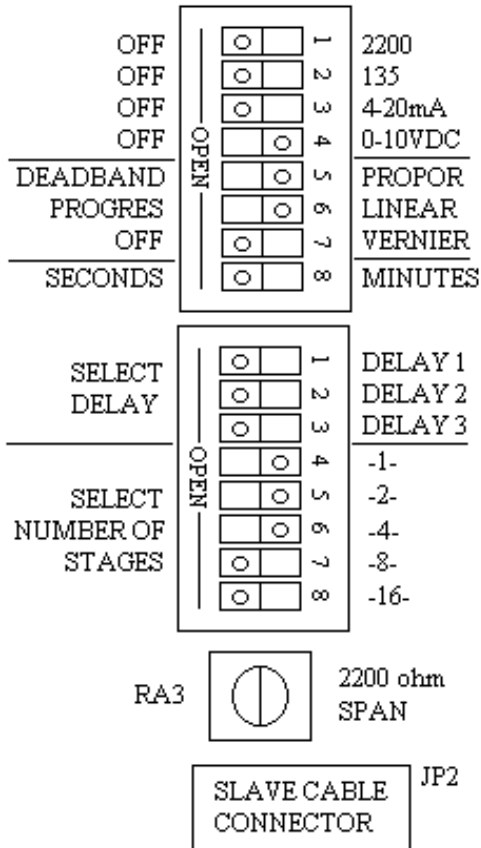 OFF 1 2200
OFF 2 135
OFF 3 4-20mA
OFF 4 0-10VDC
OPEN
DEADBAND 5 PROPOR
PROGRES 6 LINEAR
OFF 7 VERNIER
SECONDS 8 MINUTES
SELECT
DELAY
1 DELAY 1
2 DELAY 2
3 DELAY 3
OPEN
4 -1-
5 -2-
6 -4-
7 -8-
8 -16-
SELECT
NUMBER OF
STAGES
RA3
2200 ohm
SPAN
JP2
SLAVE CABLE
CONNECTOR